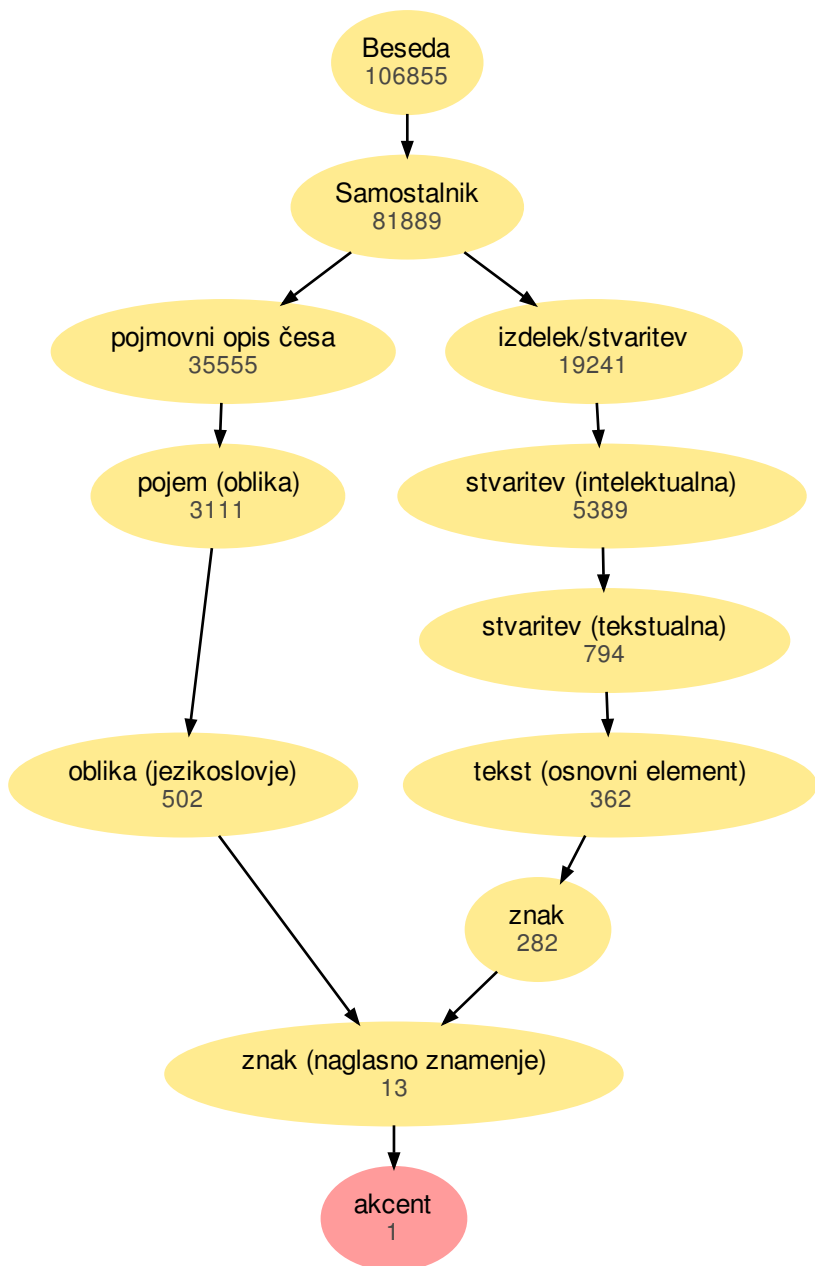 Beseda
106855
Samostalnik
81889
pojmovni opis česa
35555
izdelek/stvaritev
19241
pojem (oblika)
3111
stvaritev (intelektualna)
5389
stvaritev (tekstualna)
794
oblika (jezikoslovje)
502
tekst (osnovni element)
362
znak
282
znak (naglasno znamenje)
13
akcent
1